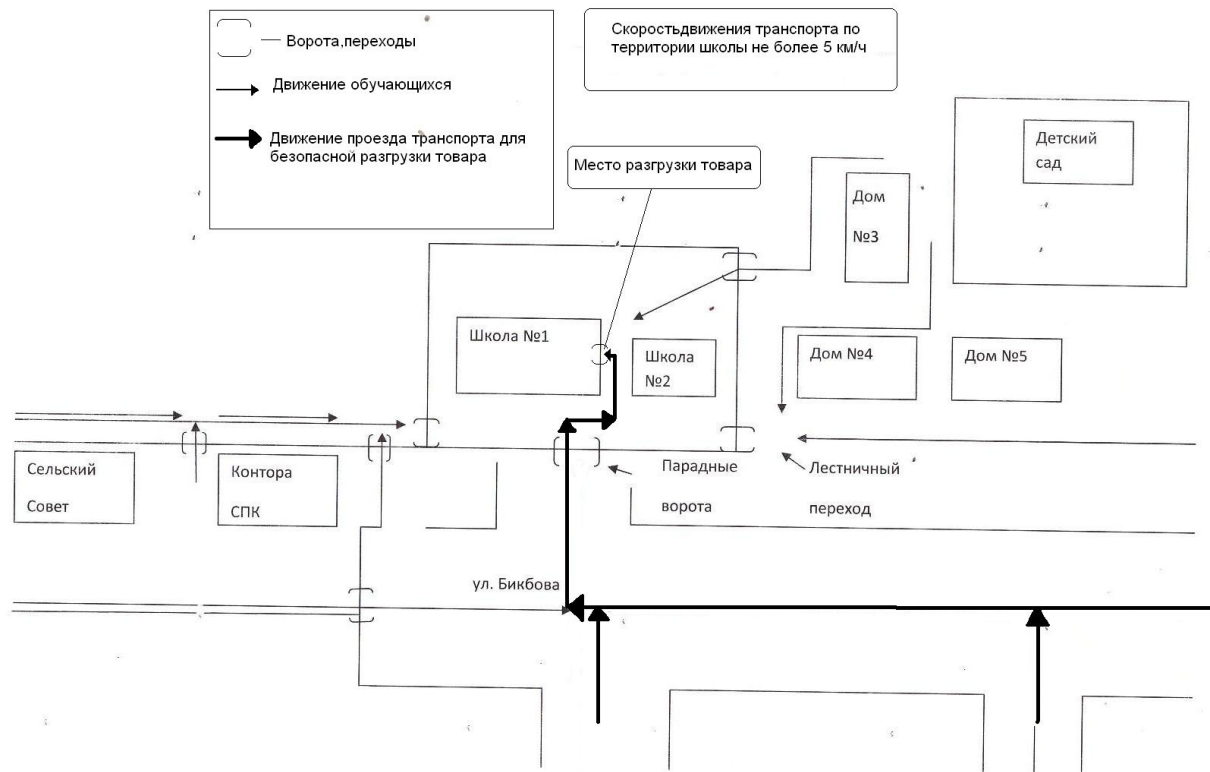 Ворота,переходы
Движение обучающихся
Движение проезда транспорта для
безопасной разгрузки товара
Скоростьдвижения транспорта по
территории школы не более 5 км/ч
Место разгрузки товара
Детский
сад
Дом
№3
Школа №1
Школа
№2
Дом №4
Дом №5
Сельский
Совет
Контора
СПК
Парадные
ворота
Лестничный
переход
ул. Бикбова